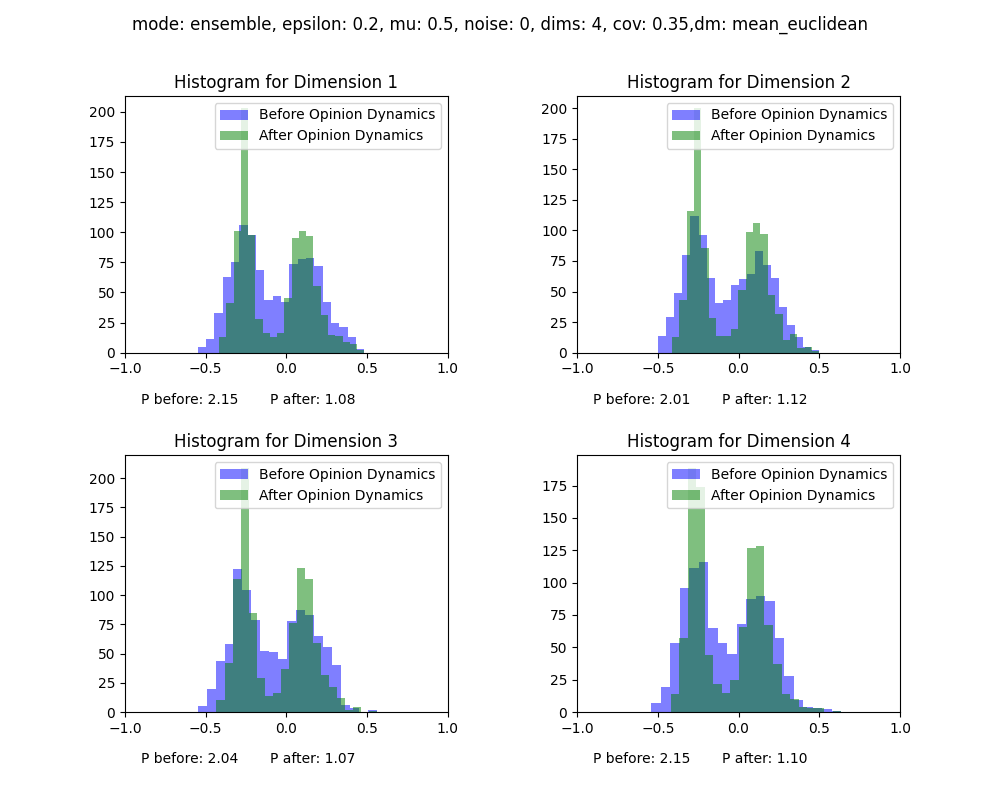 mode: ensemble, epsilon: 0.2, mu: 0.5, noise: 0, dims: 4, cov: 0.35,dm: mean_euclidean
Histogram for Dimension 1
Before Opinion Dynamics
After Opinion Dynamics
200
175
150
125
100
75
50
25
0
−1.0 −0.5 0.0 0.5 1.0
P before: 2.15 P after: 1.08
Histogram for Dimension 2
Before Opinion Dynamics
After Opinion Dynamics
200
175
150
125
100
75
50
25
0
−1.0 −0.5 0.0 0.5 1.0
P before: 2.01 P after: 1.12
Histogram for Dimension 3
Before Opinion Dynamics
After Opinion Dynamics
200
175
150
125
100
75
50
25
0
−1.0 −0.5 0.0 0.5 1.0
P before: 2.04 P after: 1.07
Histogram for Dimension 4
Before Opinion Dynamics
After Opinion Dynamics
175
150
125
100
75
50
25
0
−1.0 −0.5 0.0 0.5 1.0
P before: 2.15 P after: 1.10